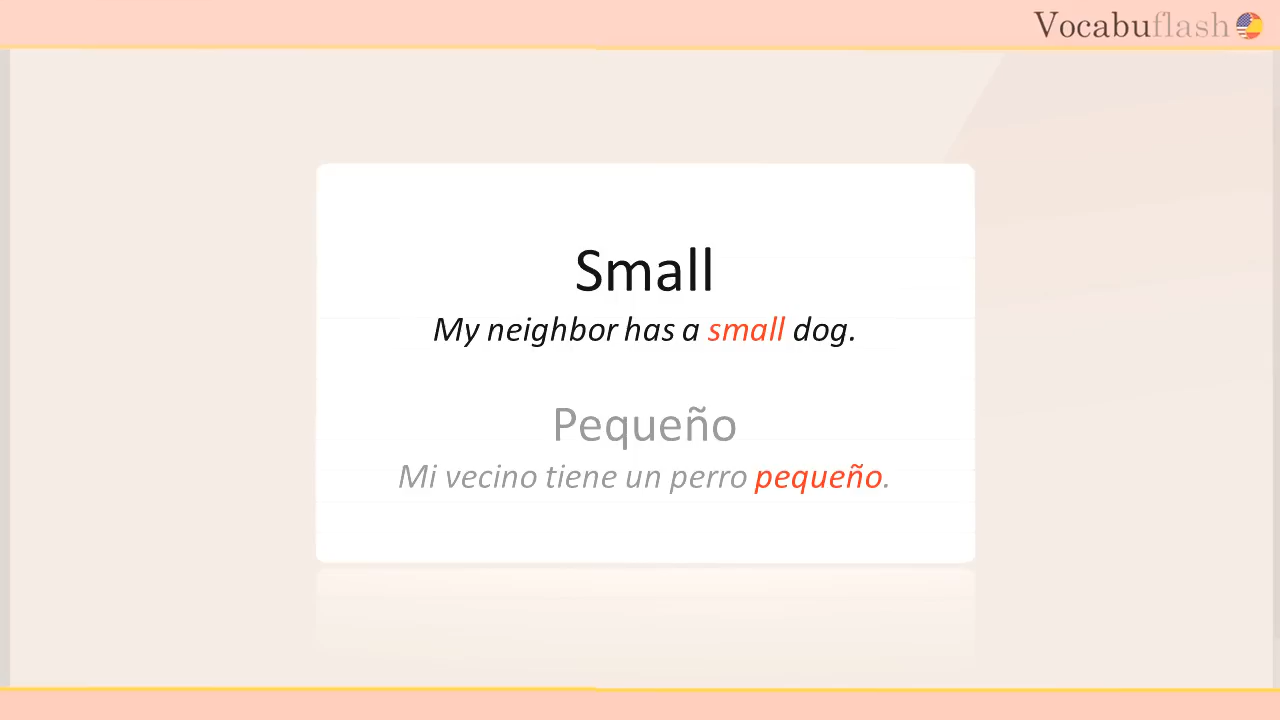 Vocabuflash
Small
My neighbor has a small dog.
Pequeño
Mi vecino tiene un perro pequeño.